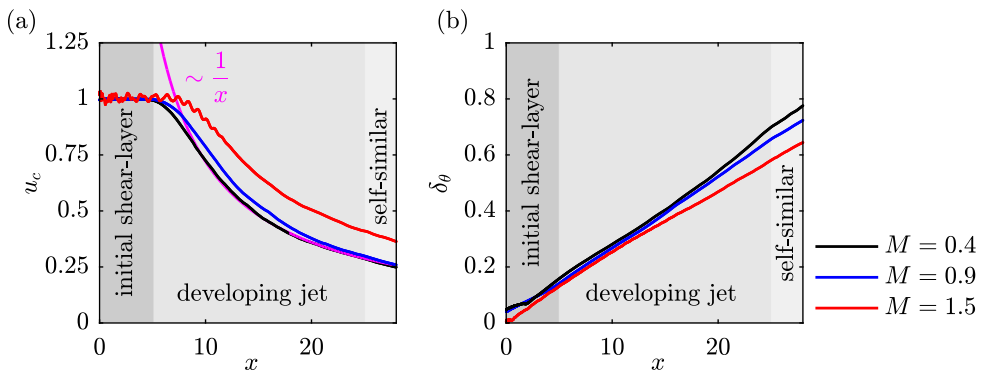 (a)
1.25
1
0.75
0.5
0.25
0
0
10
20
x
u_c
∼ 1/x
initial shear-layer
developing jet
self-similar
(b)
1
0.8
0.6
0.4
0.2
0
0
10
20
x
δ_θ
initial shear-layer
developing jet
self-similar
M = 0.4
M = 0.9
M = 1.5